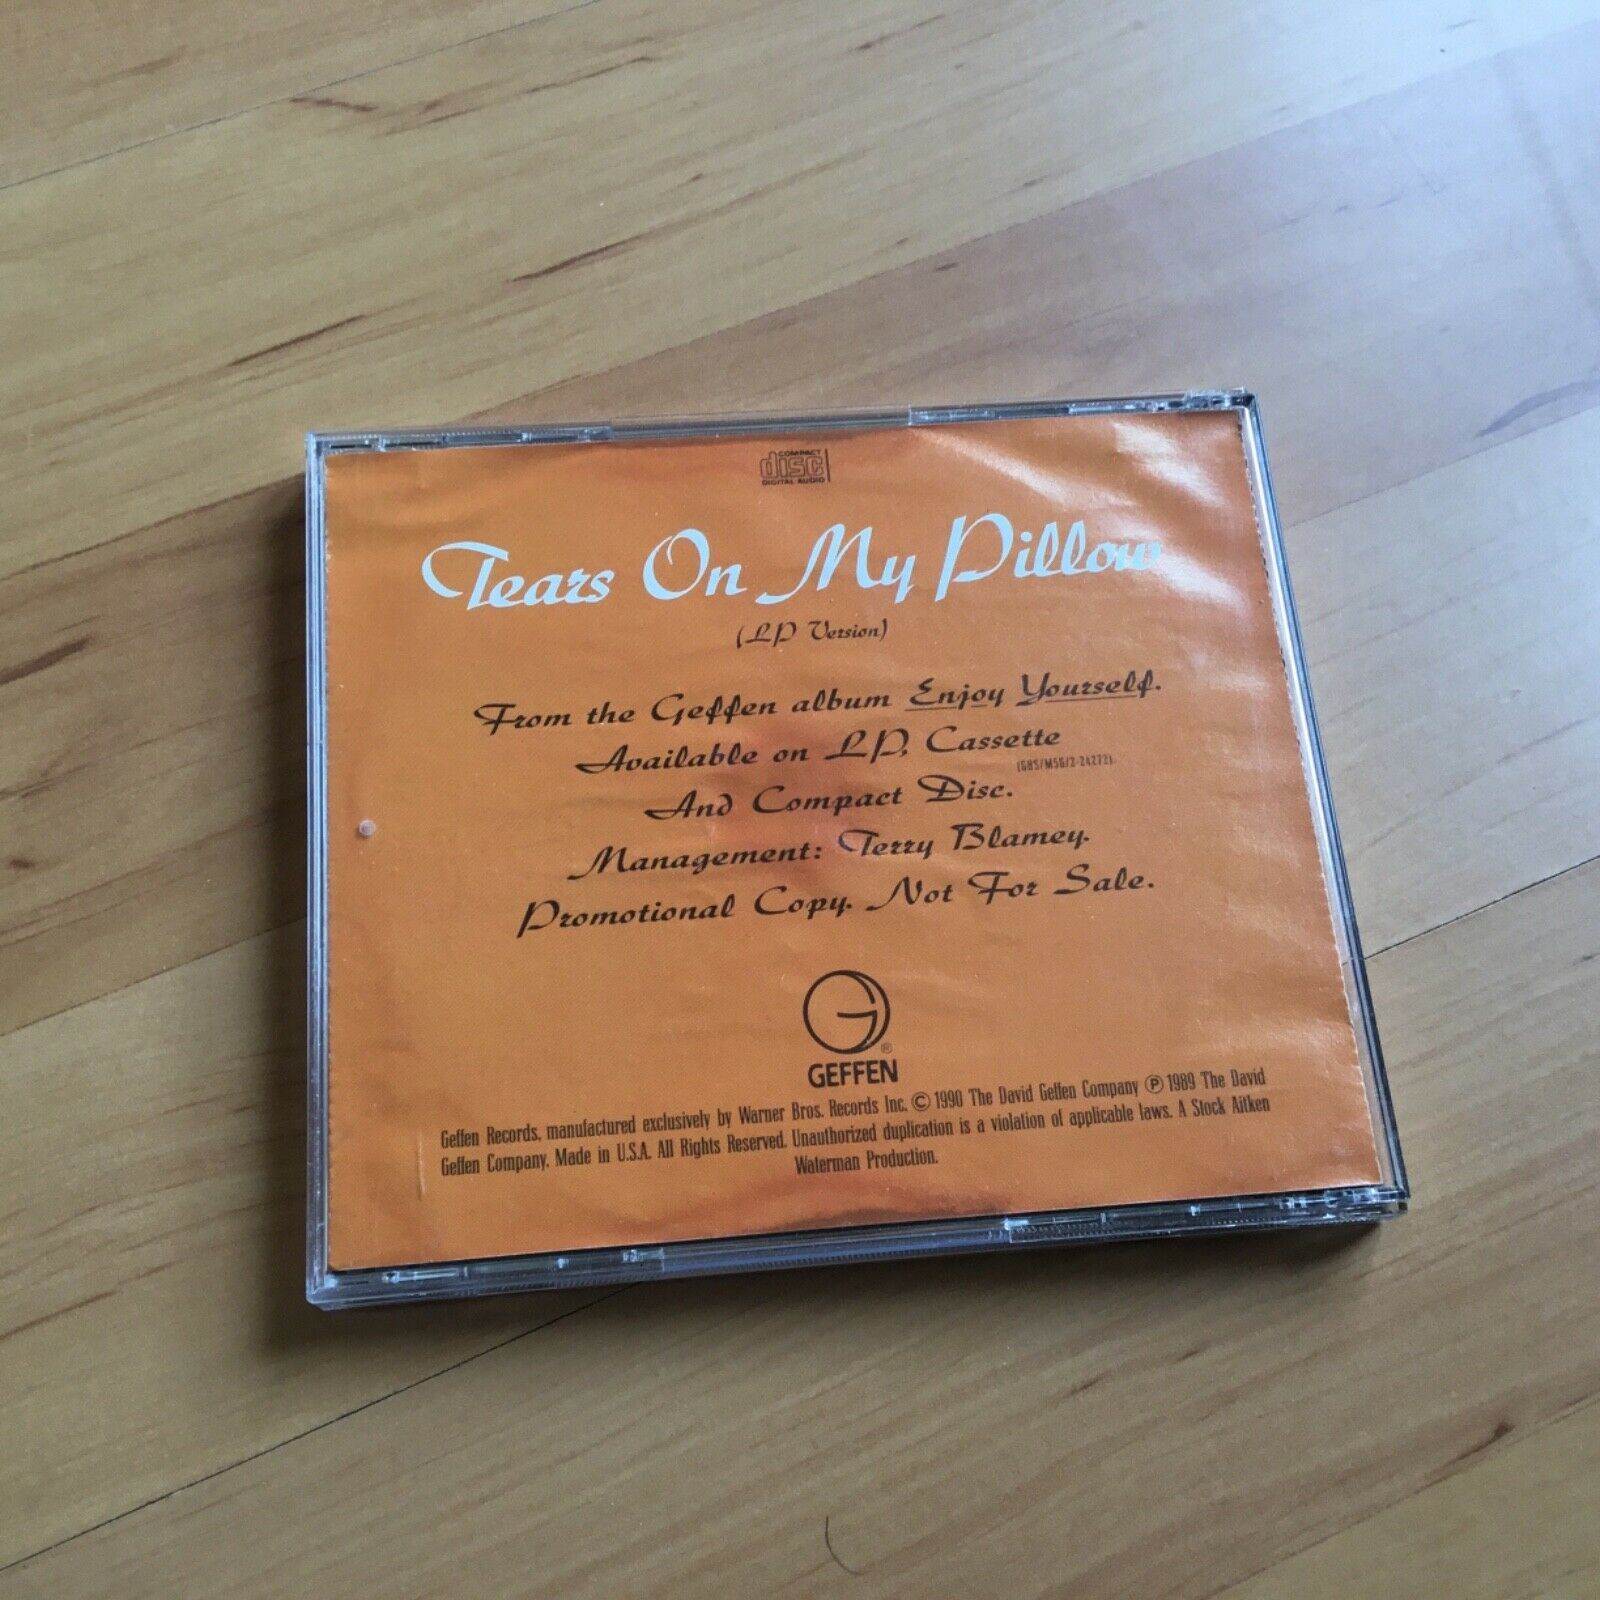 COMPACT
disc
DIGITAL AUDIO
Tears On My Pillow
(LP Version)
From the Geffen album Enjoy Yourself.
Available on LP, Cassette
(GHS/M5G/2-24272)
And Compact Disc.
Management: Terry Blamey.
Promotional Copy. Not For Sale.
G
®
GEFFEN
Geffen Records, manufactured exclusively by Warner Bros. Records Inc. © 1990 The David Geffen Company ℗ 1989 The David
Geffen Company. Made in U.S.A. All Rights Reserved. Unauthorized duplication is a violation of applicable laws. A Stock Aitken
Waterman Production.